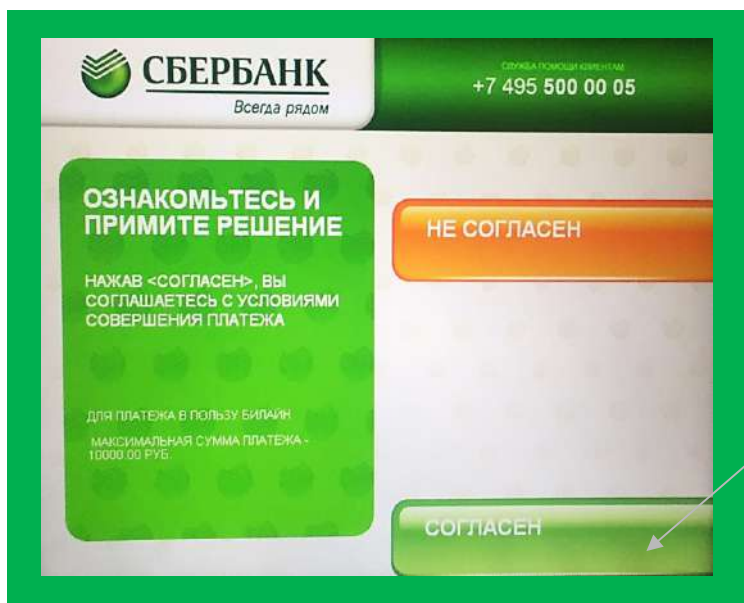 СБЕРБАНК
Всегда рядом
СЛУЖБА ПОМОЩИ КЛИЕНТАМ
+7 495 500 00 05
ОЗНАКОМЬТЕСЬ И
ПРИМИТЕ РЕШЕНИЕ
НАЖАВ <СОГЛАСЕН>, ВЫ
СОГЛАШАЕТЕСЬ С УСЛОВИЯМИ
СОВЕРШЕНИЯ ПЛАТЕЖА
ДЛЯ ПЛАТЕЖА В ПОЛЬЗУ БИЛАЙН
МАКСИМАЛЬНАЯ СУММА ПЛАТЕЖА -
10000.00 РУБ.
НЕ СОГЛАСЕН
СОГЛАСЕН